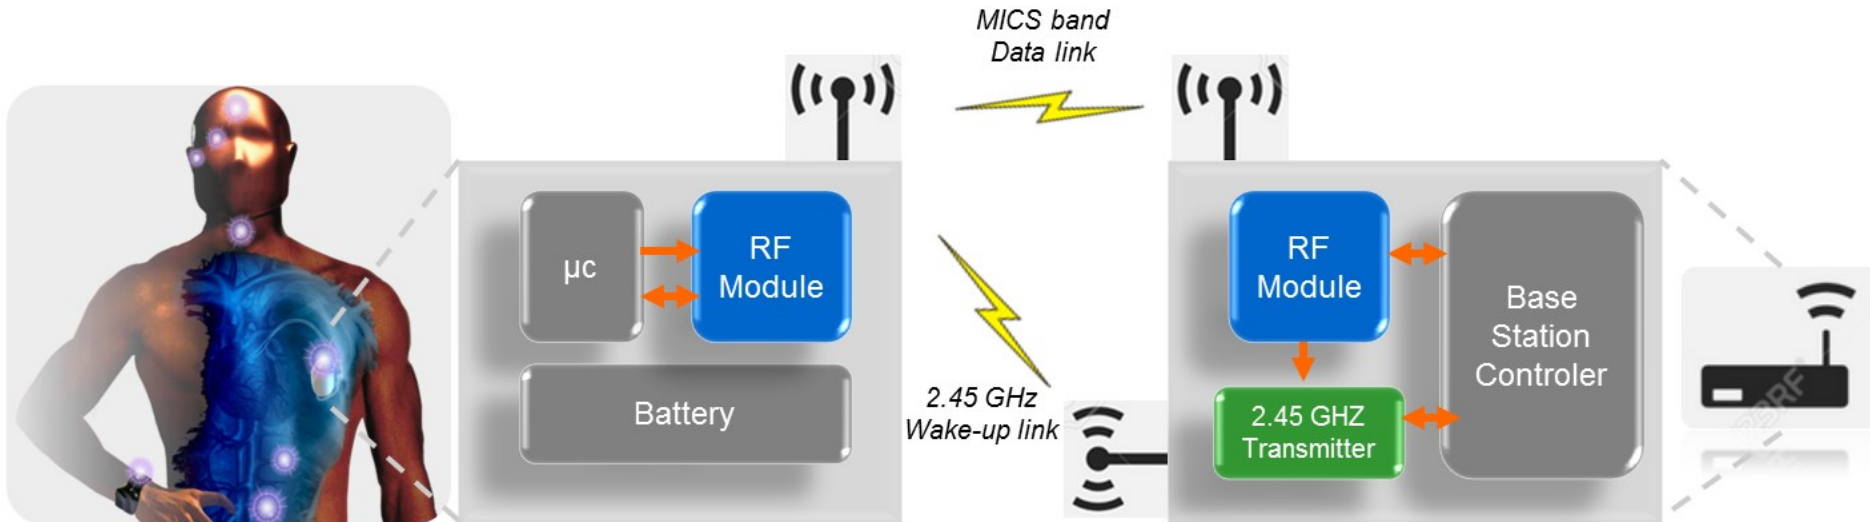 MICS band
Data link
µc
RF
Module
Battery
2.45 GHz
Wake-up link
RF
Module
2.45 GHZ
Transmitter
Base
Station
Controler